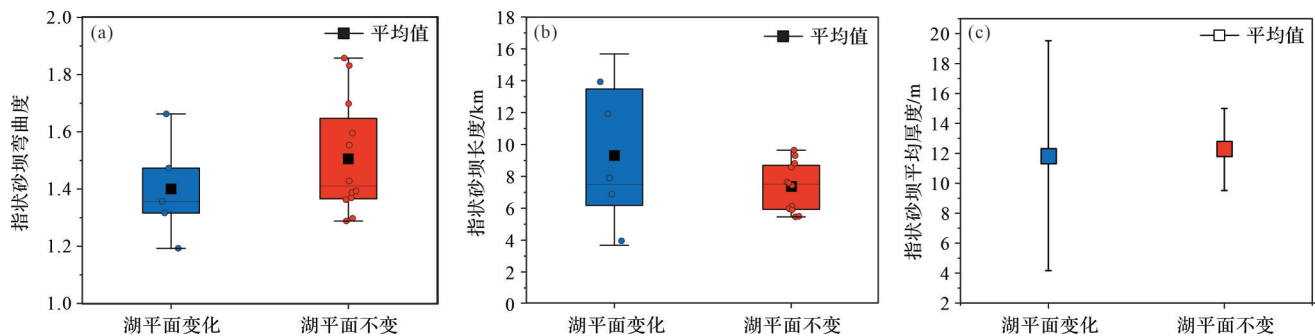 (a)
平均值
指状砂坝弯曲度
2.0
1.8
1.6
1.4
1.2
1.0
湖平面变化
湖平面不变
(b)
平均值
指状砂坝长度/km
18
16
14
12
10
8
6
4
2
0
湖平面变化
湖平面不变
(c)
平均值
指状砂坝平均厚度/m
20
18
16
14
12
10
8
6
4
2
湖平面变化
湖平面不变